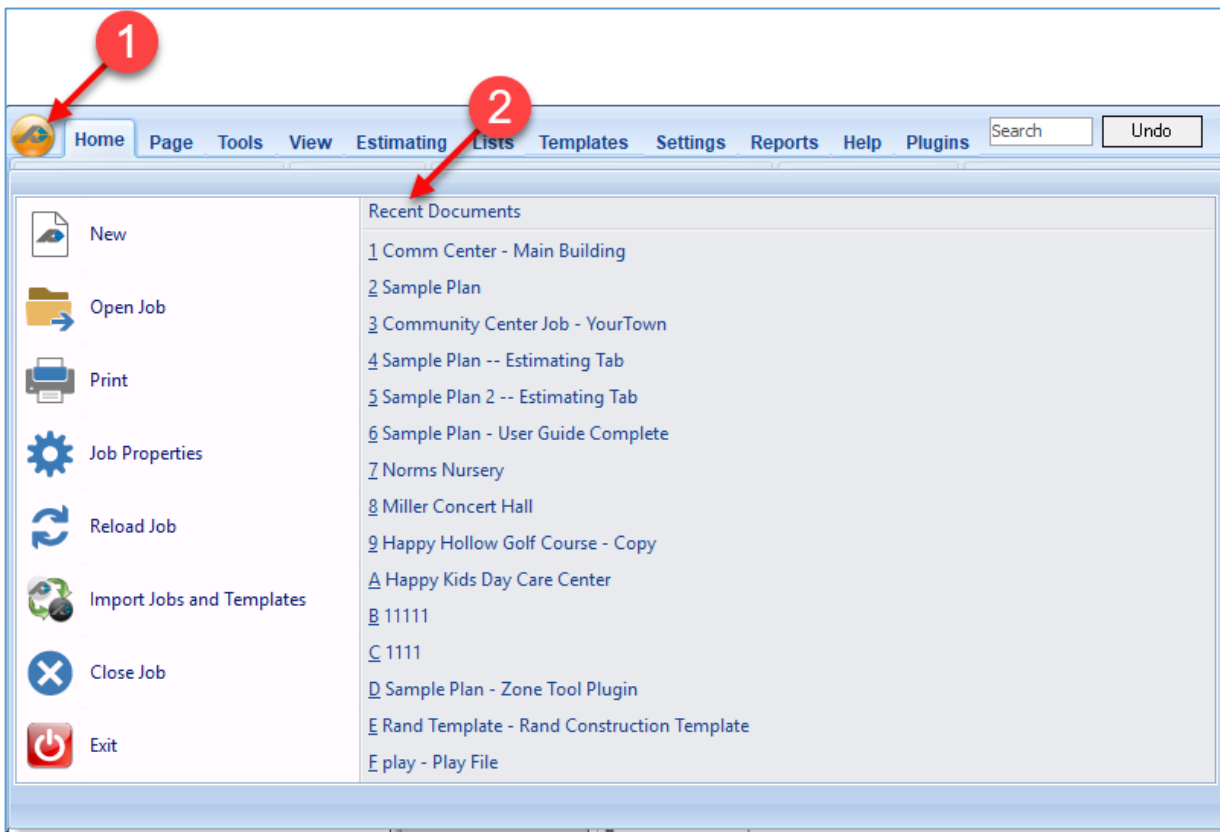 1
2
Home Page Tools View Estimating Lists Templates Settings Reports Help Plugins Search Undo
Recent Documents
New
1 Comm Center - Main Building
2 Sample Plan
Open Job
3 Community Center Job - YourTown
4 Sample Plan -- Estimating Tab
Print
5 Sample Plan 2 -- Estimating Tab
6 Sample Plan - User Guide Complete
Job Properties
7 Norms Nursery
8 Miller Concert Hall
Reload Job
9 Happy Hollow Golf Course - Copy
A Happy Kids Day Care Center
Import Jobs and Templates
B 11111
C 1111
Close Job
D Sample Plan - Zone Tool Plugin
E Rand Template - Rand Construction Template
Exit
F play - Play File